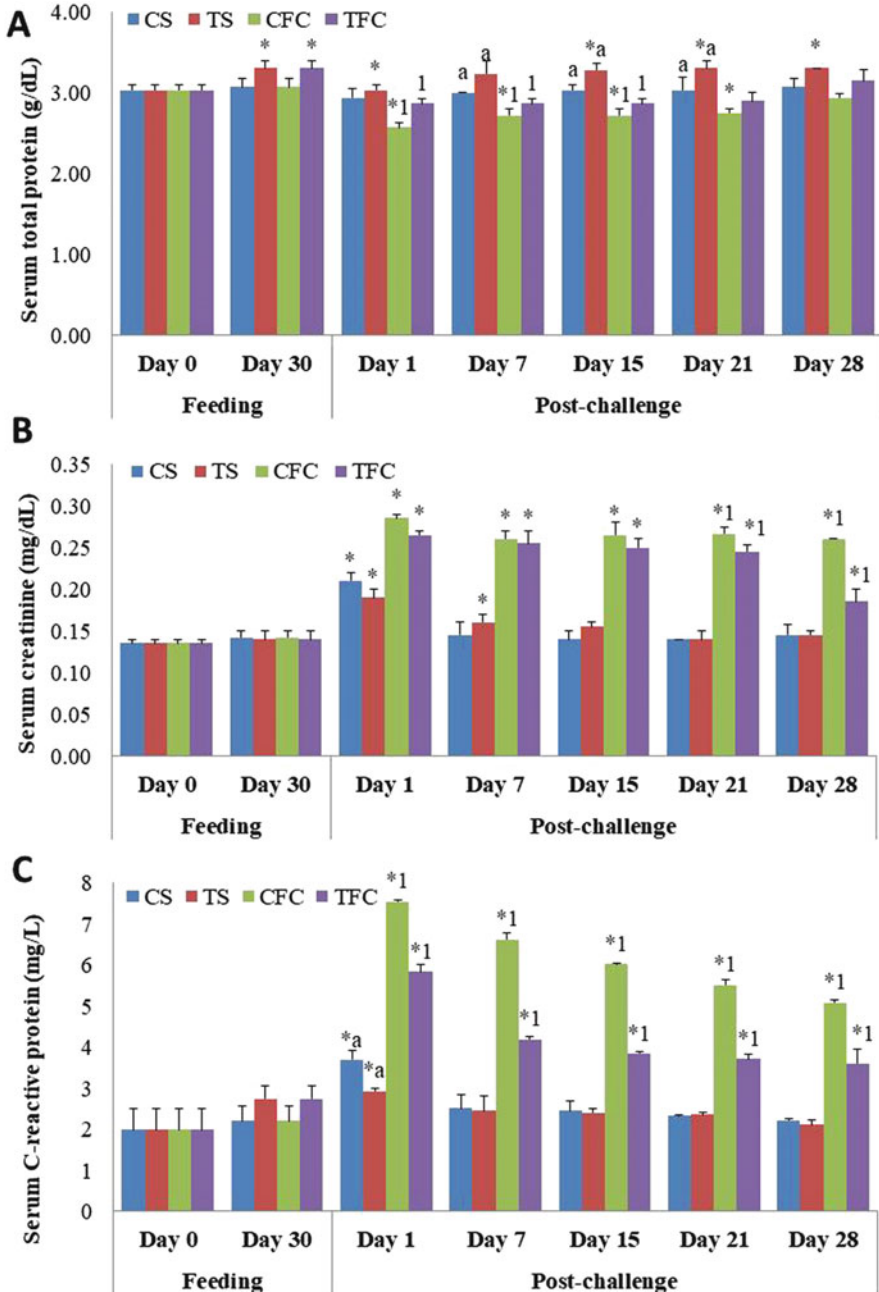 A
CS TS CFC TFC
4.00
3.00
2.00
1.00
0.00
Serum total protein (g/dL)
* * * *1 1 a a *1 1 a *a *1 1 a *a * *
Day 0 Day 30 Day 1 Day 7 Day 15 Day 21 Day 28
Feeding Post-challenge
B
CS TS CFC TFC
0.35
0.30
0.25
0.20
0.15
0.10
0.05
0.00
Serum creatinine (mg/dL)
* * * * * * * * * *1 *1 *1 *1
Day 0 Day 30 Day 1 Day 7 Day 15 Day 21 Day 28
Feeding Post-challenge
C
CS TS CFC TFC
8
7
6
5
4
3
2
1
0
Serum C-reactive protein (mg/L)
*a *a *1 *1 *1 *1 *1 *1 *1 *1 *1 *1
Day 0 Day 30 Day 1 Day 7 Day 15 Day 21 Day 28
Feeding Post-challenge